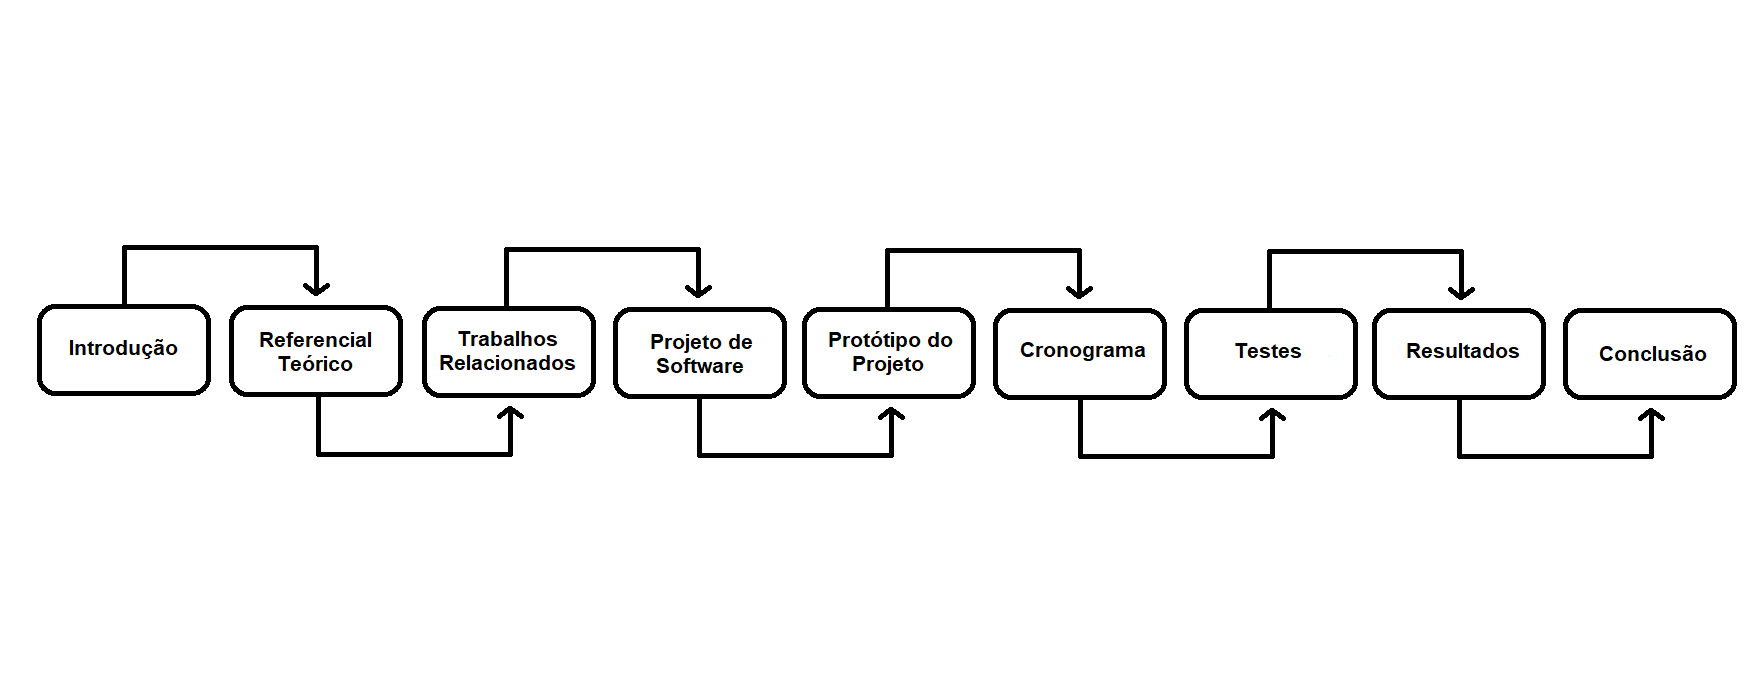 Introdução
Referencial
Teórico
Trabalhos
Relacionados
Projeto de
Software
Protótipo do
Projeto
Cronograma
Testes
Resultados
Conclusão